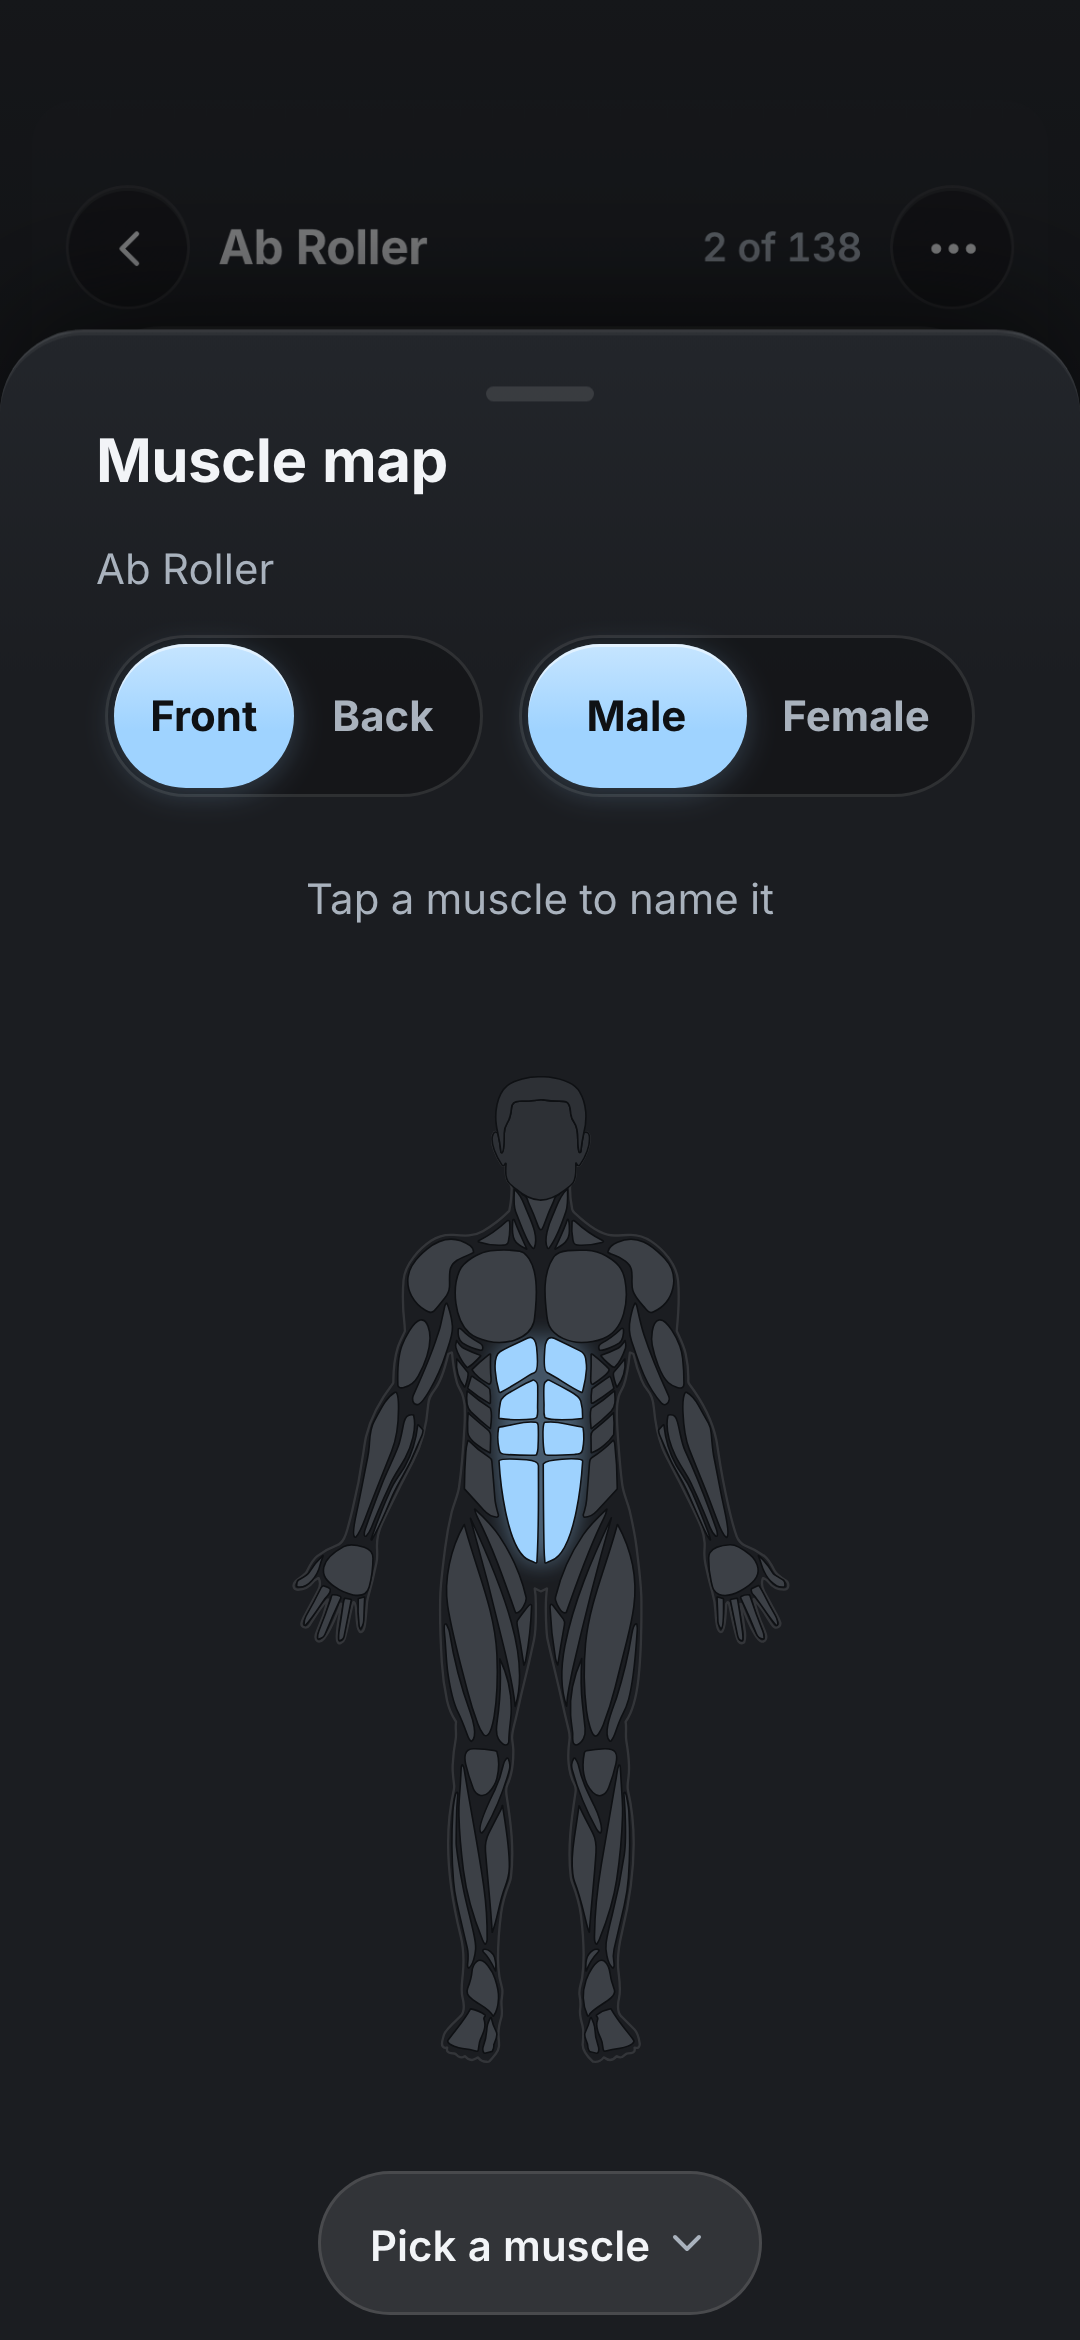 Ab Roller
2 of 138
Muscle map
Ab Roller
Front Back Male Female
Tap a muscle to name it
Pick a muscle